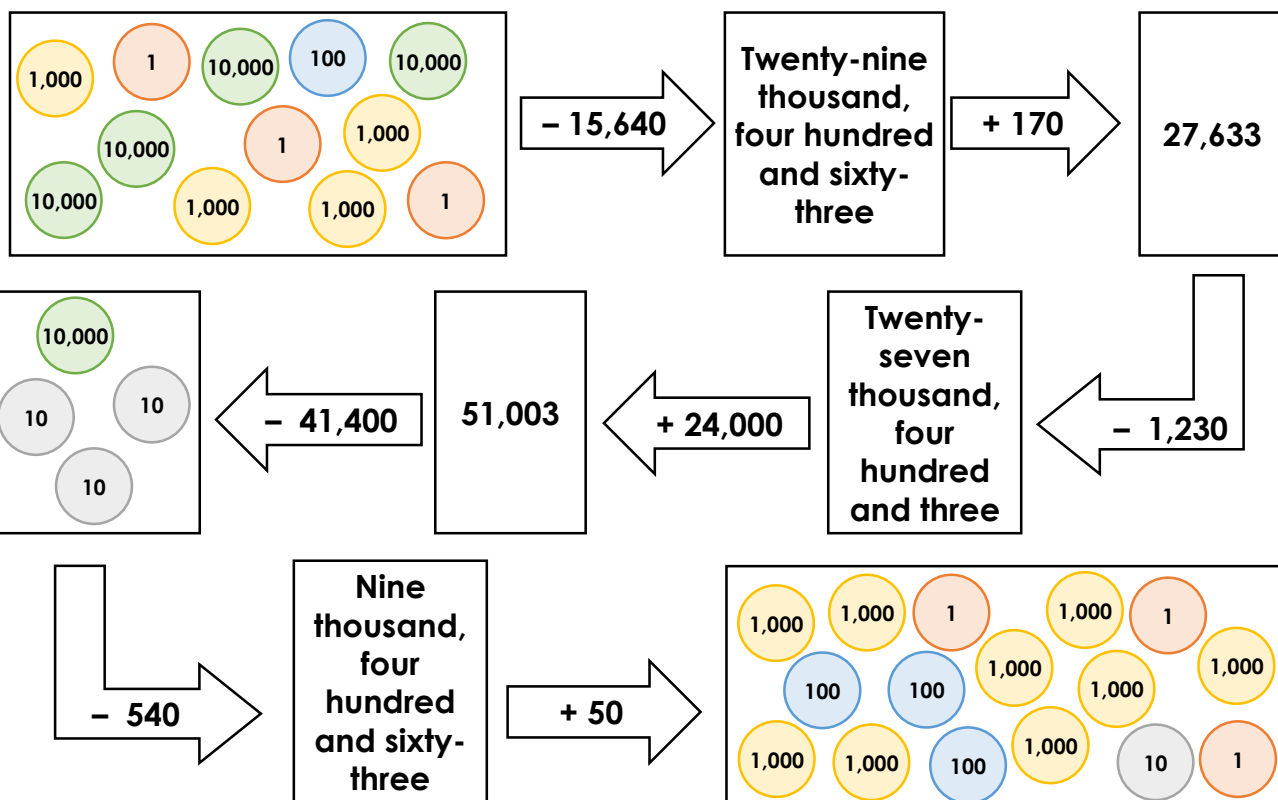 1,000
1
10,000
100
10,000
10,000
1
1,000
10,000
1,000
1,000
1
– 15,640
Twenty-nine
thousand,
four hundred
and sixty-
three
+ 170
27,633
– 1,230
Twenty-
seven
thousand,
four
hundred
and three
+ 24,000
51,003
– 41,400
10,000
10
10
10
– 540
Nine
thousand,
four
hundred
and sixty-
three
+ 50
1,000
1,000
1
1,000
1
100
100
1,000
1,000
1,000
1,000
1,000
100
1,000
10
1